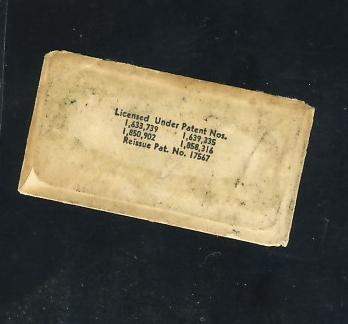 Licensed Under Patent Nos.
1,633,739 1,639,335
1,850,902 1,858,316
Reissue Pat. No. 17567